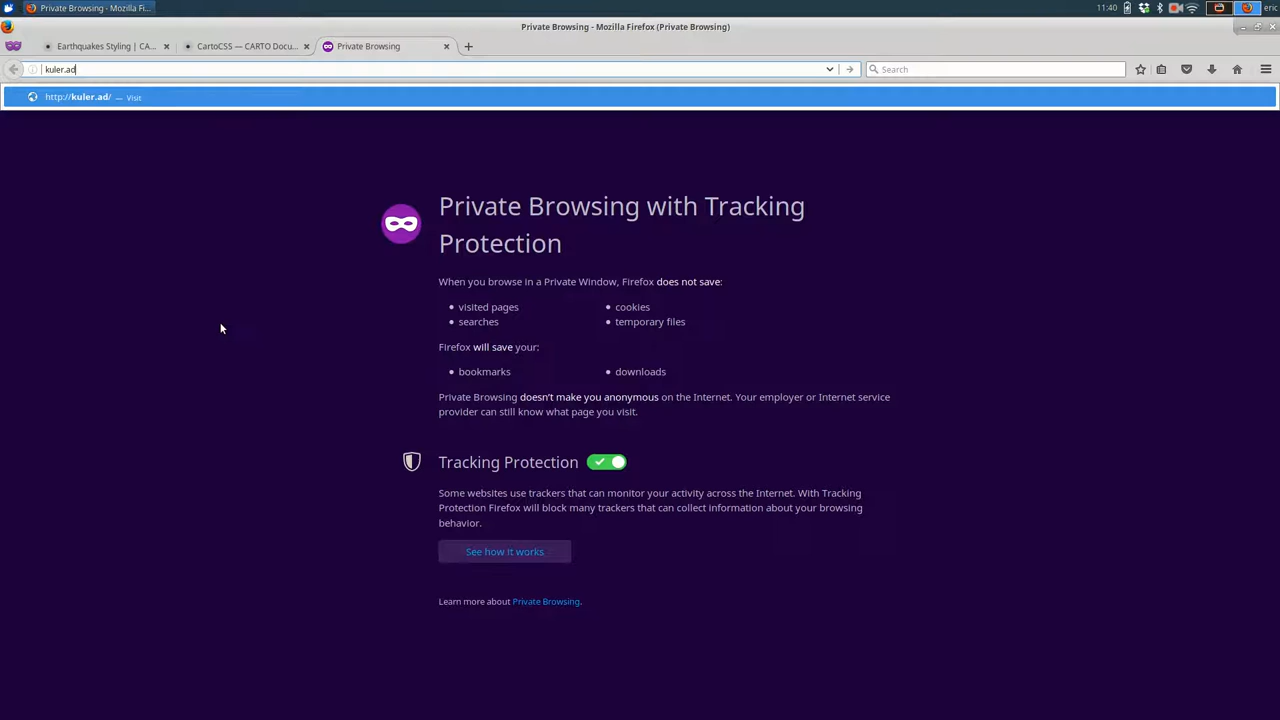 Private Browsing - Mozilla Fi...
11:40
eric
Private Browsing - Mozilla Firefox (Private Browsing)
Earthquakes Styling | CA...
CartoCSS — CARTO Docu...
Private Browsing
kuler.ad
Search
http://kuler.ad/ — Visit
Private Browsing with Tracking
Protection
When you browse in a Private Window, Firefox does not save:
visited pages
cookies
searches
temporary files
Firefox will save your:
bookmarks
downloads
Private Browsing doesn't make you anonymous on the Internet. Your employer or Internet service
provider can still know what page you visit.
Tracking Protection
Some websites use trackers that can monitor your activity across the Internet. With Tracking
Protection Firefox will block many trackers that can collect information about your browsing
behavior.
See how it works
Learn more about Private Browsing.